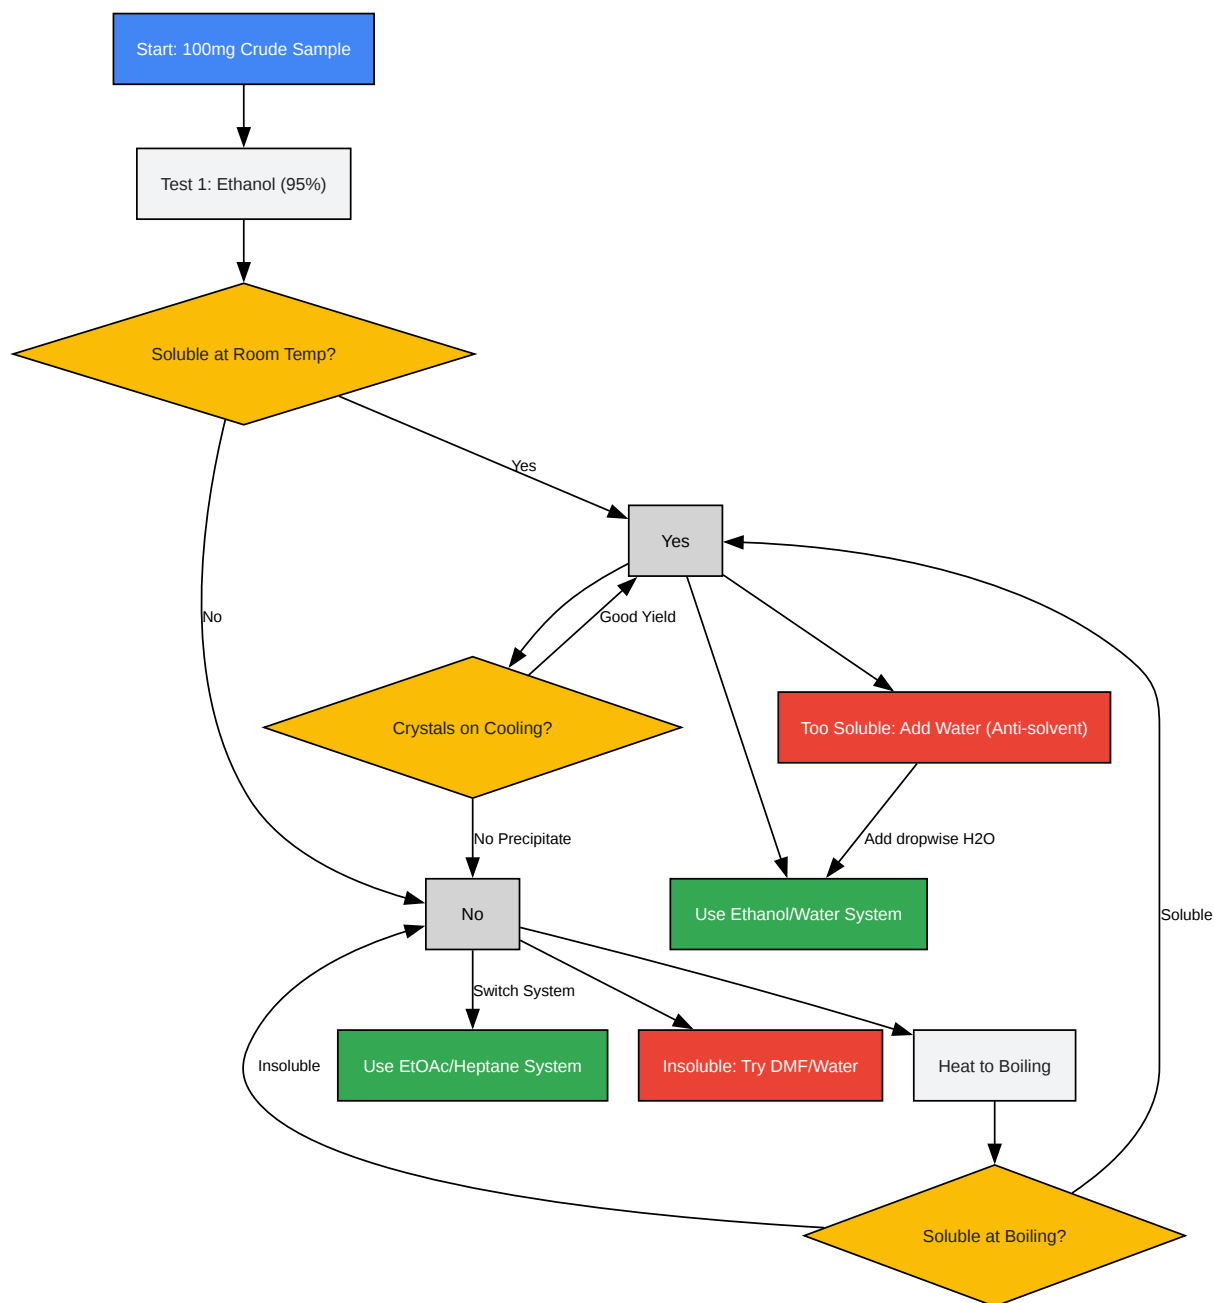 Start: 100mg Crude Sample
Test 1: Ethanol (95%)
Soluble at Room Temp?
Yes
Yes
No
Good Yield
Crystals on Cooling?
Too Soluble: Add Water (Anti-solvent)
No Precipitate
Add dropwise H2O
No
Use Ethanol/Water System
Soluble
Switch System
Insoluble
Use EtOAc/Heptane System
Insoluble: Try DMF/Water
Heat to Boiling
Soluble at Boiling?